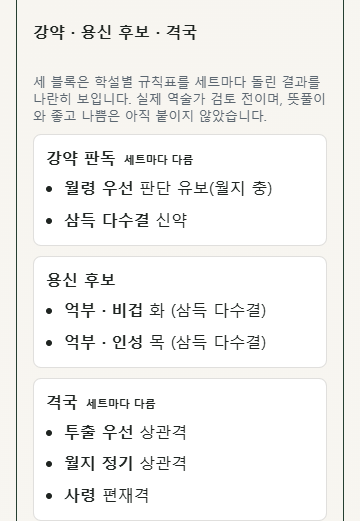 강약 · 용신 후보 · 격국
세 블록은 학설별 규칙표를 세트마다 돌린 결과를
나란히 보입니다. 실제 역술가 검토 전이며, 뜻풀이
와 좋고 나쁨은 아직 붙이지 않았습니다.
강약 판독 세트마다 다름
• 월령 우선 판단 유보(월지 충)
• 삼득 다수결 신약
용신 후보
• 억부 · 비겁 화 (삼득 다수결)
• 억부 · 인성 목 (삼득 다수결)
격국 세트마다 다름
• 투출 우선 상관격
• 월지 정기 상관격
• 사령 편재격